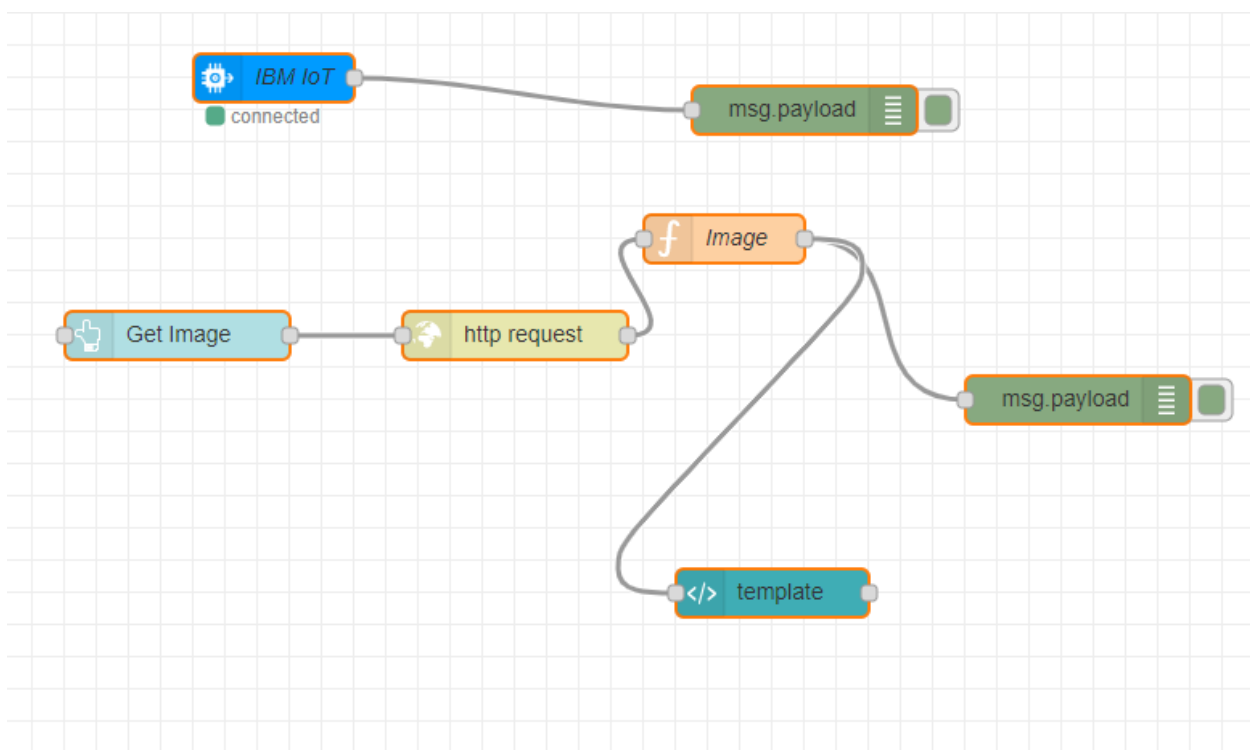 IBM IoT
connected
msg.payload
Image
Get Image
http request
msg.payload
</> template